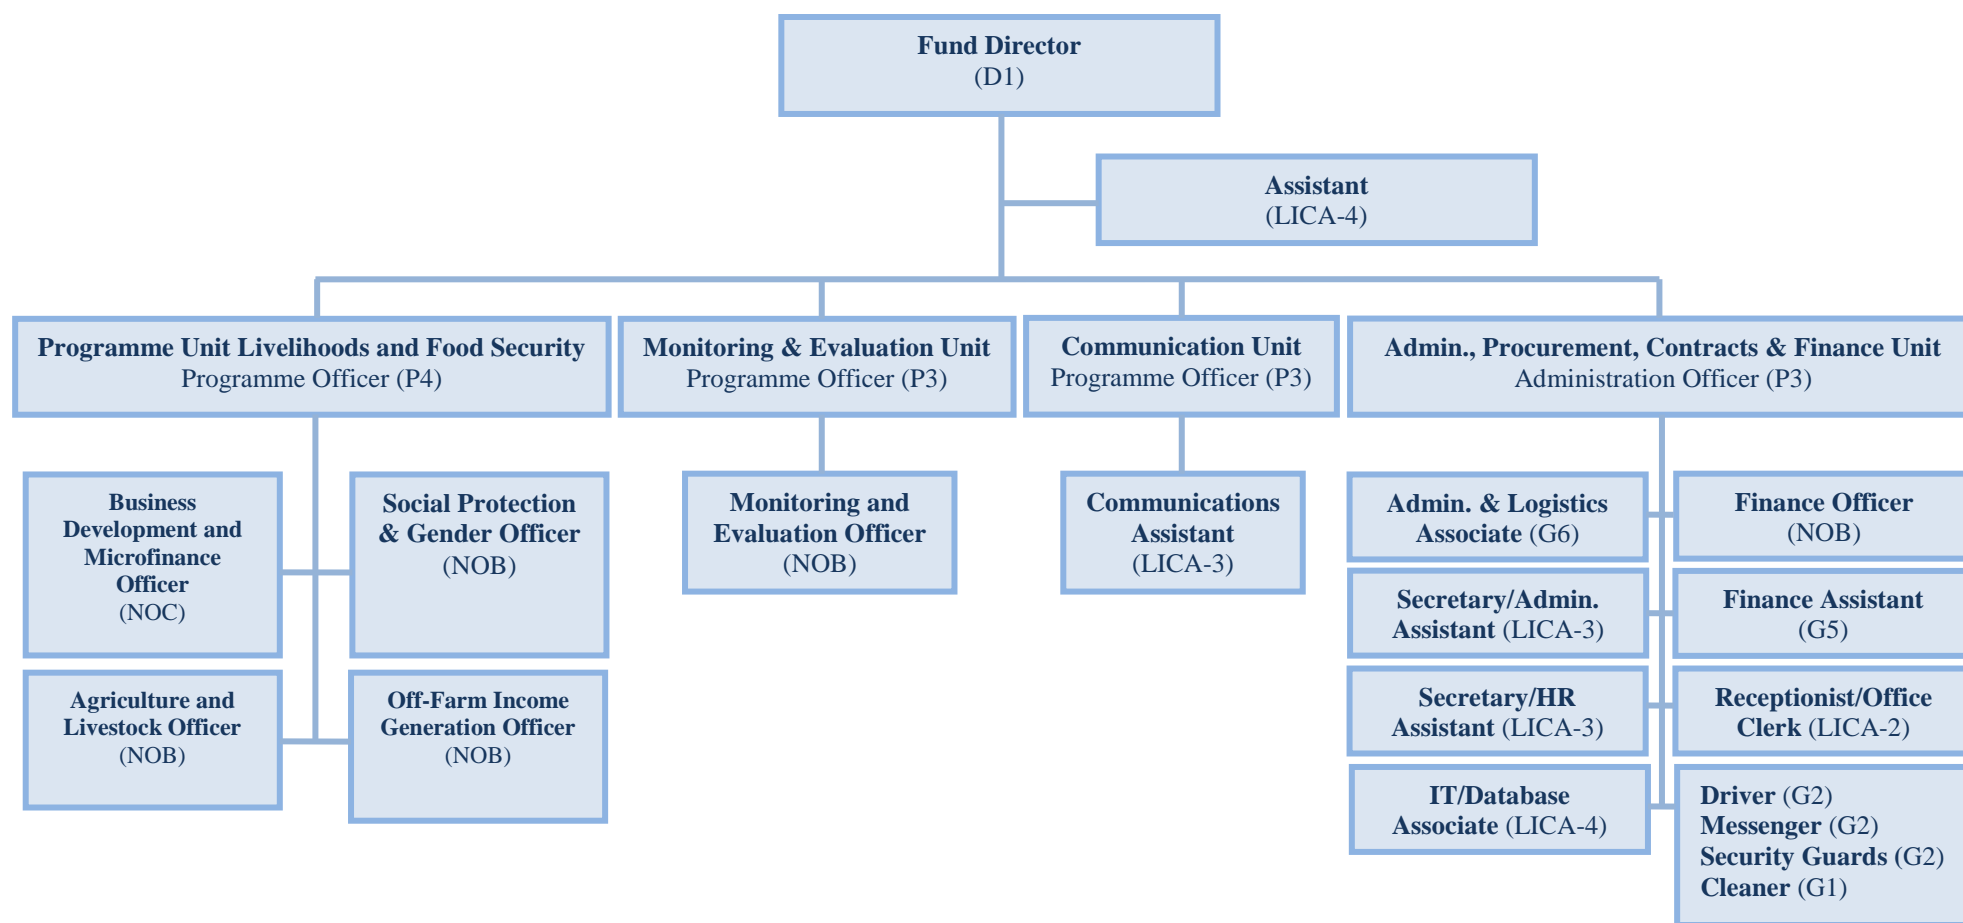 Fund Director
(D1)
Assistant
(LICA-4)
Programme Unit Livelihoods and Food Security
Programme Officer (P4)
Monitoring & Evaluation Unit
Programme Officer (P3)
Communication Unit
Programme Officer (P3)
Admin., Procurement, Contracts & Finance Unit
Administration Officer (P3)
Business
Development and
Microfinance
Officer
(NOC)
Social Protection
& Gender Officer
(NOB)
Agriculture and
Livestock Officer
(NOB)
Off-Farm Income
Generation Officer
(NOB)
Monitoring and
Evaluation Officer
(NOB)
Communications
Assistant
(LICA-3)
Admin. & Logistics
Associate (G6)
Finance Officer
(NOB)
Secretary/Admin.
Assistant (LICA-3)
Finance Assistant
(G5)
Secretary/HR
Assistant (LICA-3)
Receptionist/Office
Clerk (LICA-2)
IT/Database
Associate (LICA-4)
Driver (G2)
Messenger (G2)
Security Guards (G2)
Cleaner (G1)